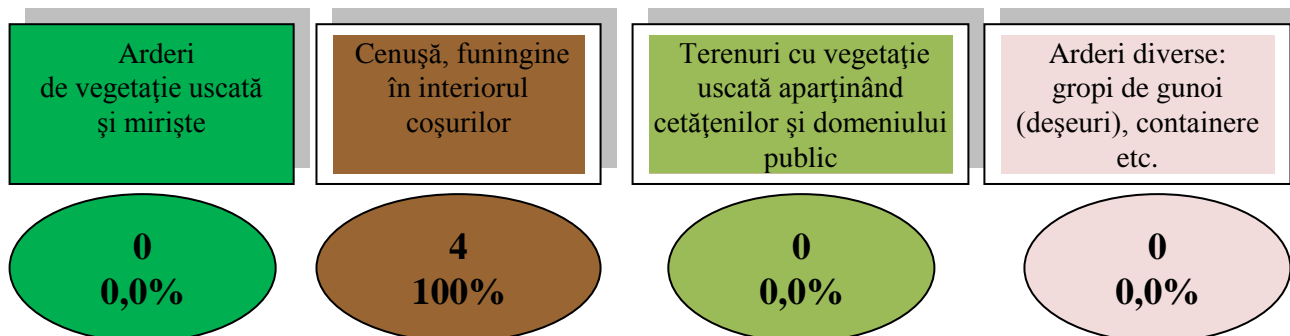 Arderi
de vegetaţie uscată
şi mirişte
Cenuşă, funingine
în interiorul
coşurilor
Terenuri cu vegetaţie
uscată aparţinând
cetăţenilor şi domeniului
public
Arderi diverse:
gropi de gunoi
(deşeuri), containere
etc.
0
0,0%
4
100%
0
0,0%
0
0,0%